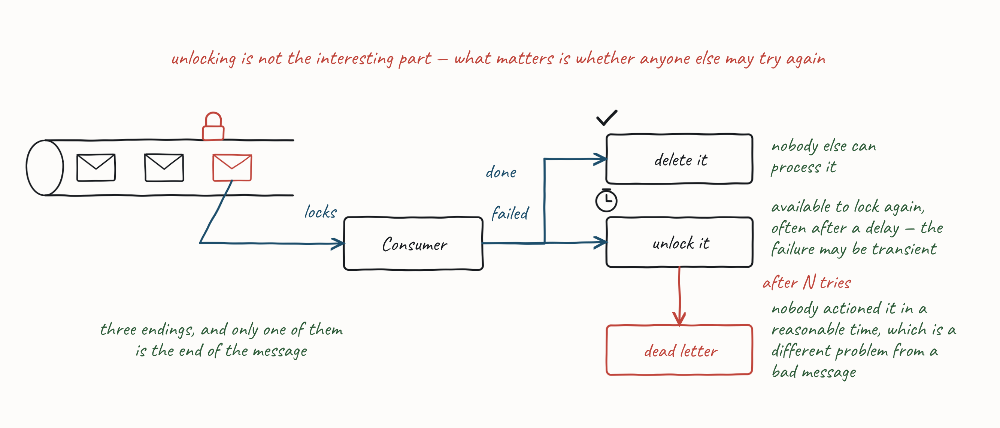 unlocking is not the interesting part — what matters is whether anyone else may try again
locks
Consumer
done
failed
delete it
nobody else can
process it
unlock it
available to lock again,
often after a delay — the
failure may be transient
after N tries
dead letter
nobody actioned it in a
reasonable time, which is a
different problem from a
bad message
three endings, and only one of them
is the end of the message